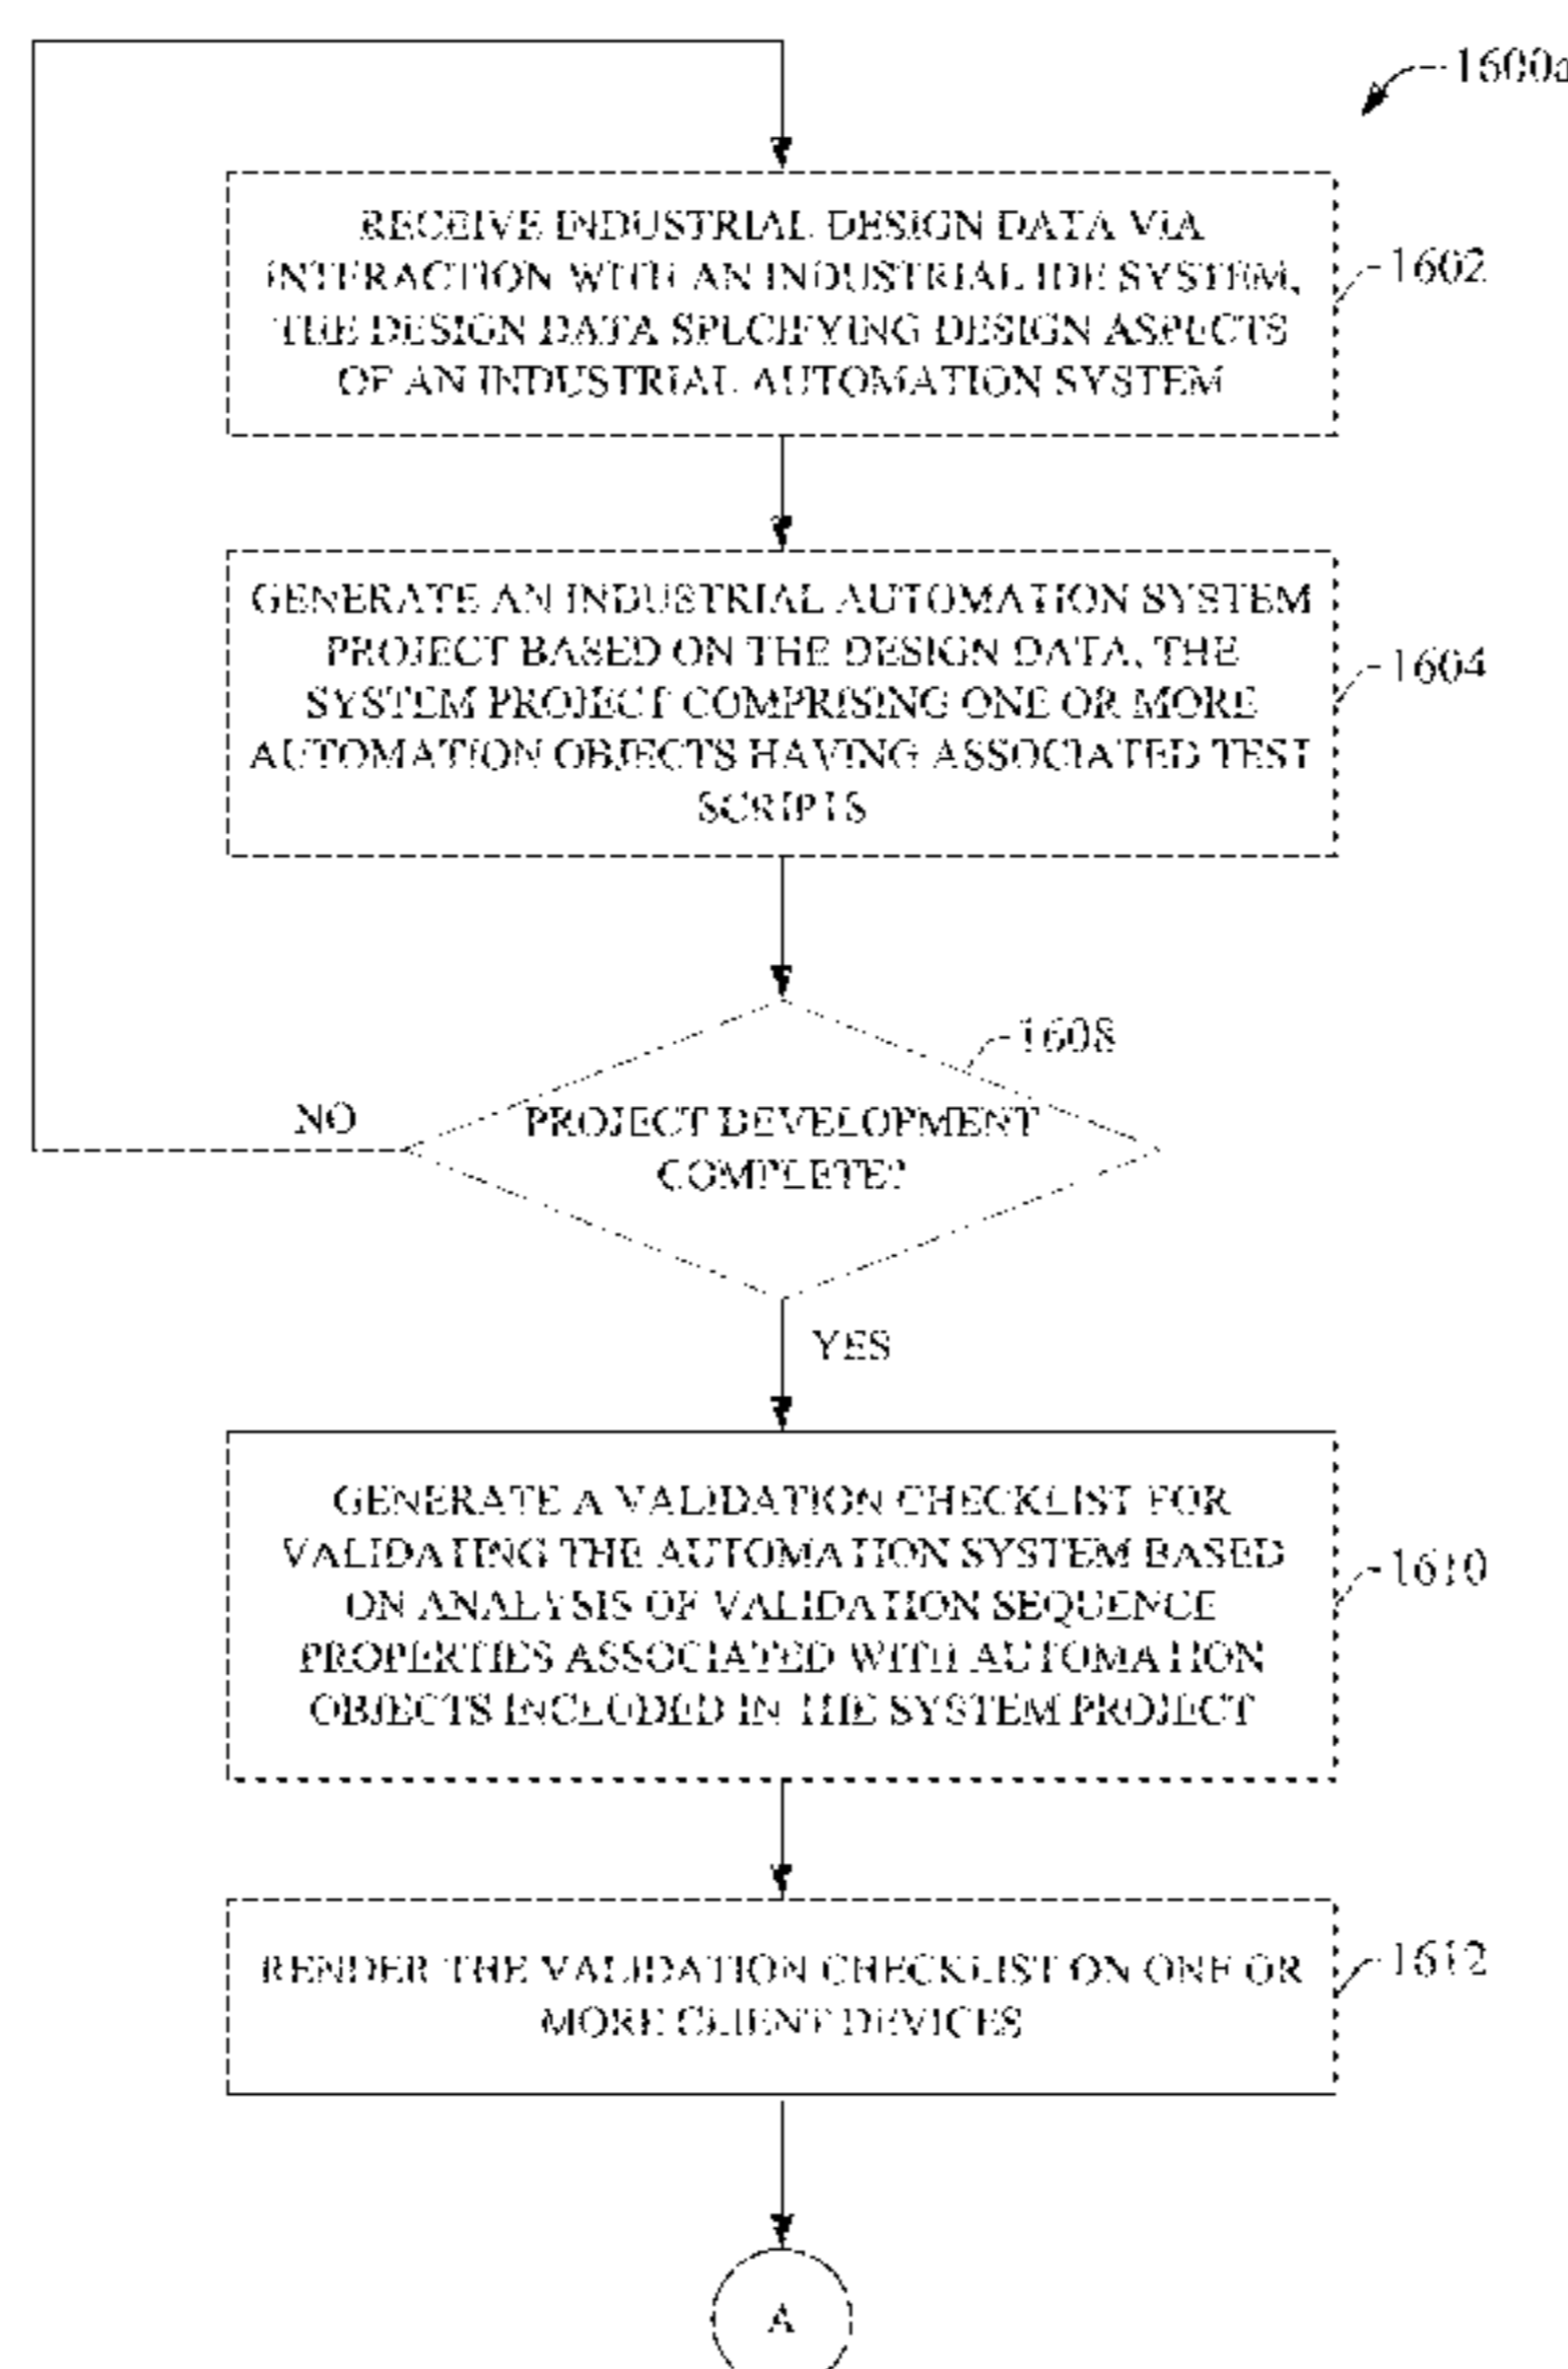 1600a
RECEIVE INDUSTRIAL DESIGN DATA VIA
INTERACTION WITH AN INDUSTRIAL IDE SYSTEM,
THE DESIGN DATA SPECIFYING DESIGN ASPECTS
OF AN INDUSTRIAL AUTOMATION SYSTEM
1602
GENERATE AN INDUSTRIAL AUTOMATION SYSTEM
PROJECT BASED ON THE DESIGN DATA, THE
SYSTEM PROJECT COMPRISING ONE OR MORE
AUTOMATION OBJECTS HAVING ASSOCIATED TEST
SCRIPTS
1604
1608
NO
PROJECT DEVELOPMENT
COMPLETE?
YES
GENERATE A VALIDATION CHECKLIST FOR
VALIDATING THE AUTOMATION SYSTEM BASED
ON ANALYSIS OF VALIDATION SEQUENCE
PROPERTIES ASSOCIATED WITH AUTOMATION
OBJECTS INCLUDED IN THE SYSTEM PROJECT
1610
RENDER THE VALIDATION CHECKLIST ON ONE OR
MORE CLIENT DEVICES
1612
A